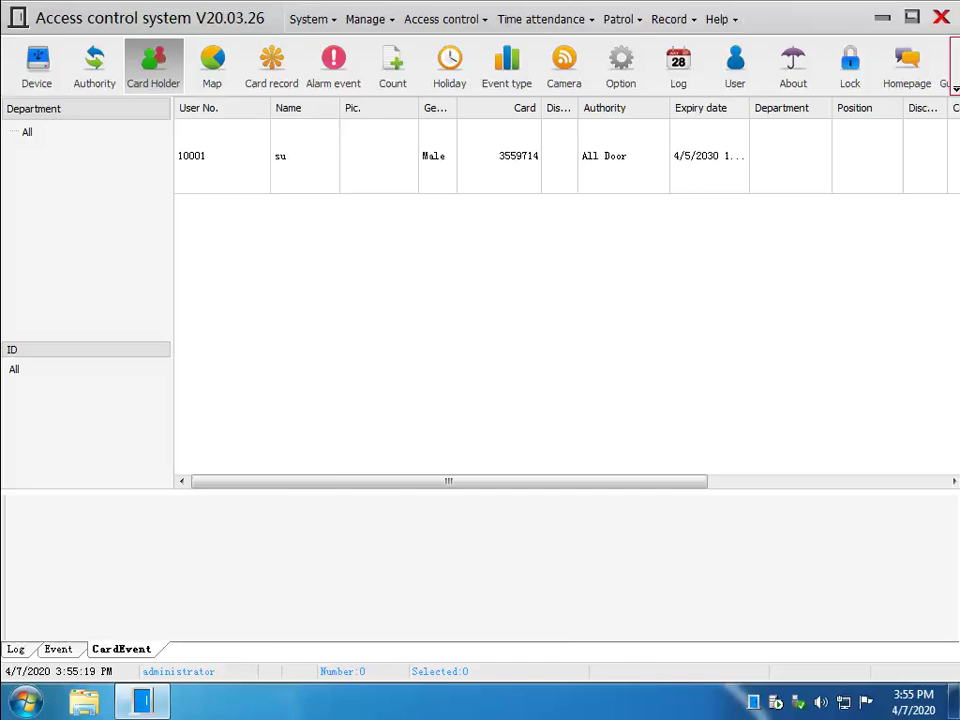 Access control system V20.03.26 System Manage Access control Time attendance Patrol Record Help
Device Authority Card Holder Map Card record Alarm event Count Holiday Event type Camera Option Log User About Lock Homepage
28
Department
User No. Name Pic. Ge... Card Dis... Authority Expiry date Department Position Disc... C
All
10001 su Male 3559714 All Door 4/5/2030 1...
ID
All
Log Event CardEvent
4/7/2020 3:55:19 PM administrator Number:0 Selected:0
3:55 PM
4/7/2020